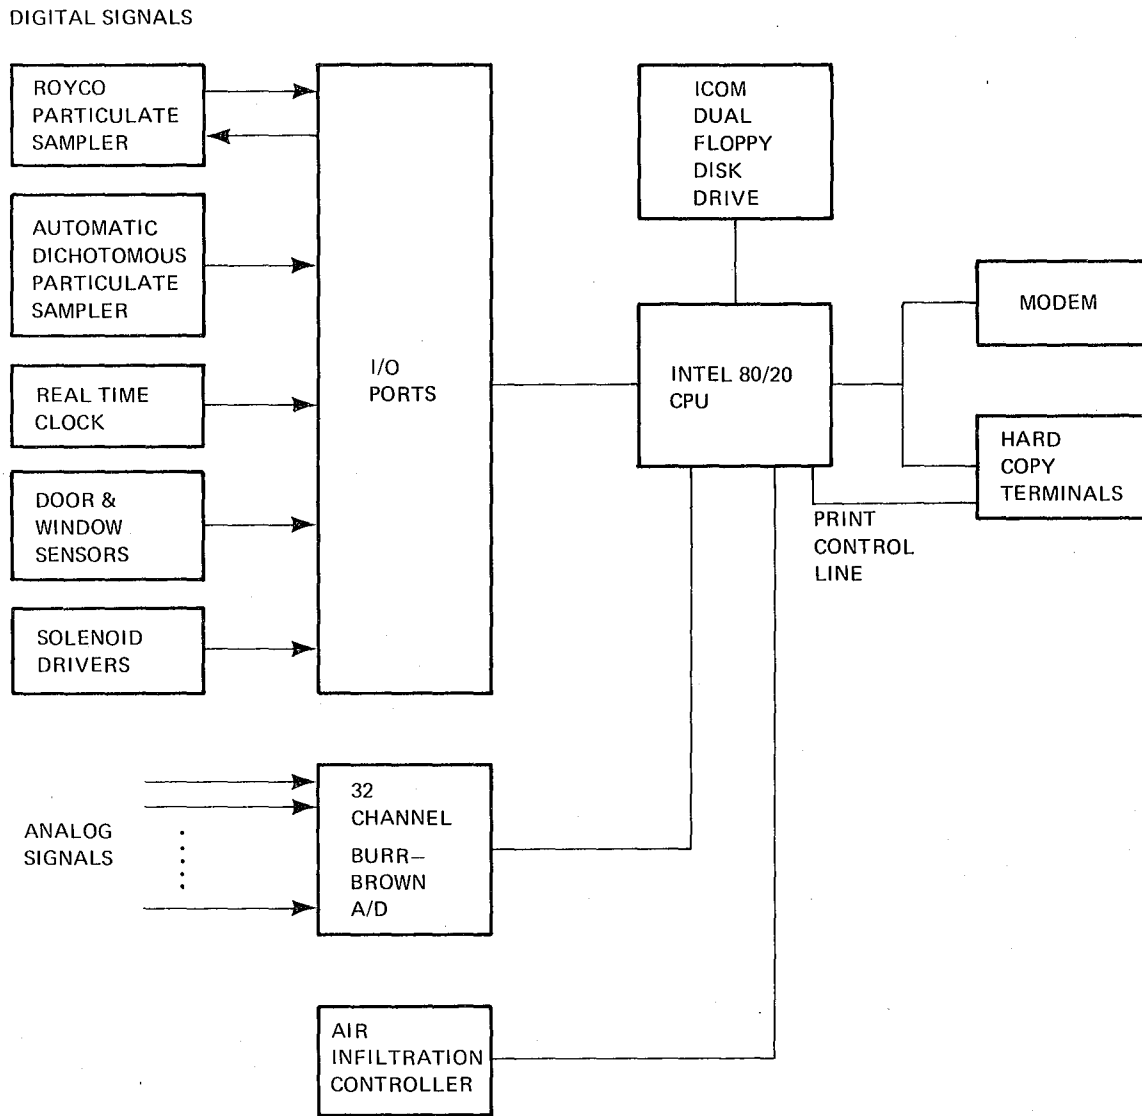 DIGITAL SIGNALS
ROYCO
PARTICULATE
SAMPLER
AUTOMATIC
DICHOTOMOUS
PARTICULATE
SAMPLER
REAL TIME
CLOCK
DOOR &
WINDOW
SENSORS
SOLENOID
DRIVERS
I/O
PORTS
ICOM
DUAL
FLOPPY
DISK
DRIVE
INTEL 80/20
CPU
MODEM
HARD
COPY
TERMINALS
PRINT
CONTROL
LINE
ANALOG
SIGNALS
32
CHANNEL
BURR–
BROWN
A/D
AIR
INFILTRATION
CONTROLLER